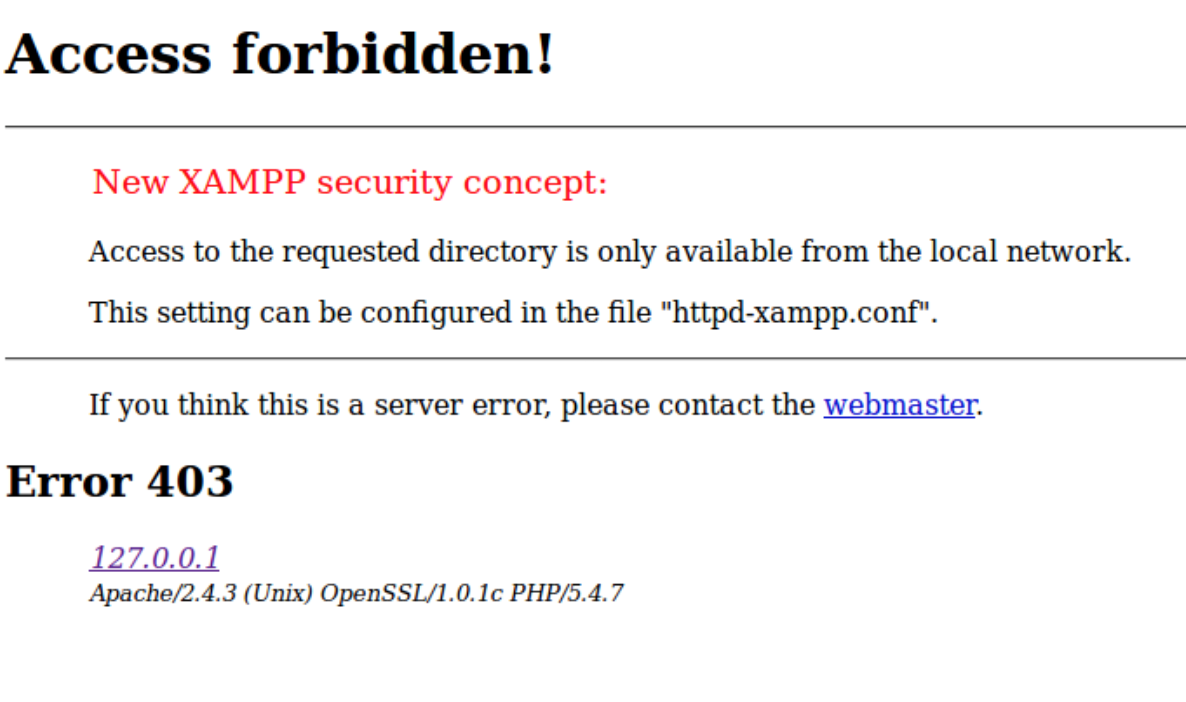 Access forbidden!
New XAMPP security concept:
Access to the requested directory is only available from the local network.
This setting can be configured in the file "httpd-xampp.conf".
If you think this is a server error, please contact the webmaster.
Error 403
127.0.0.1
Apache/2.4.3 (Unix) OpenSSL/1.0.1c PHP/5.4.7